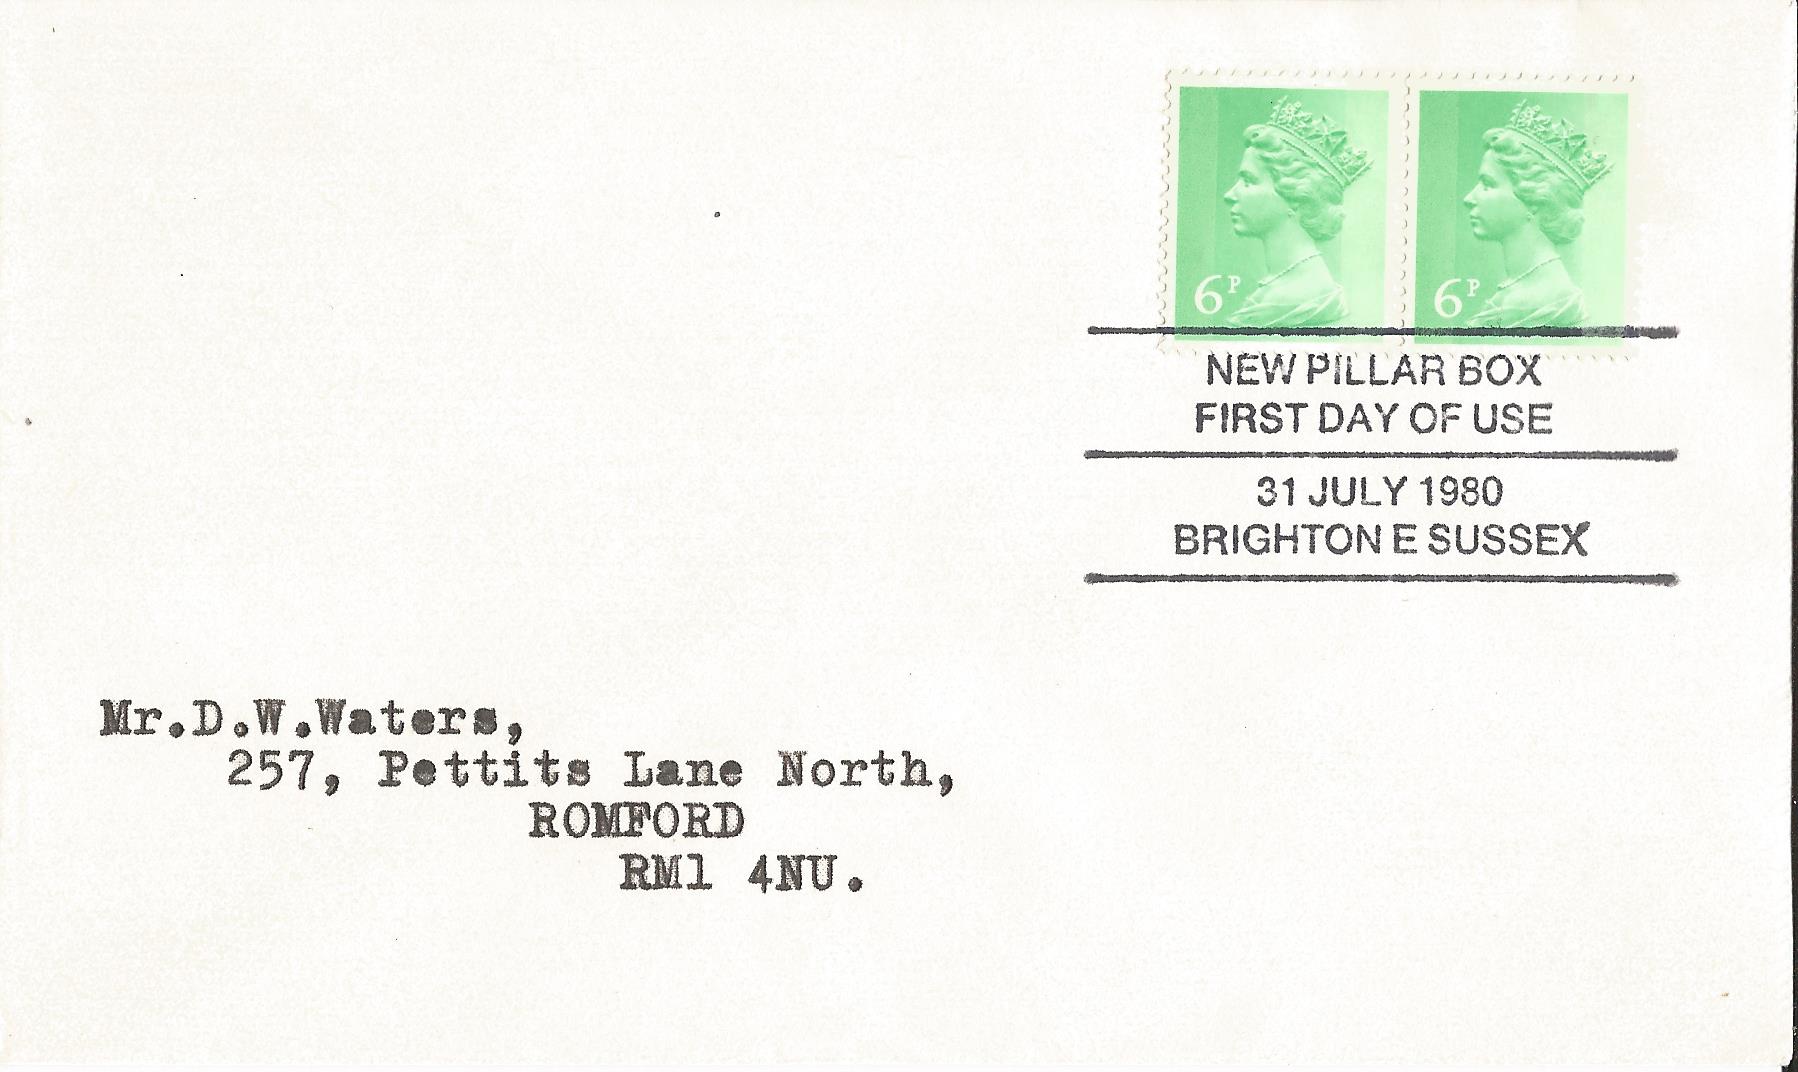 6P 6P
NEW PILLAR BOX
FIRST DAY OF USE
31 JULY 1980
BRIGHTON E SUSSEX
Mr.D.W.Waters,
257, Pettits Lane North,
ROMFORD
RM1 4NU.